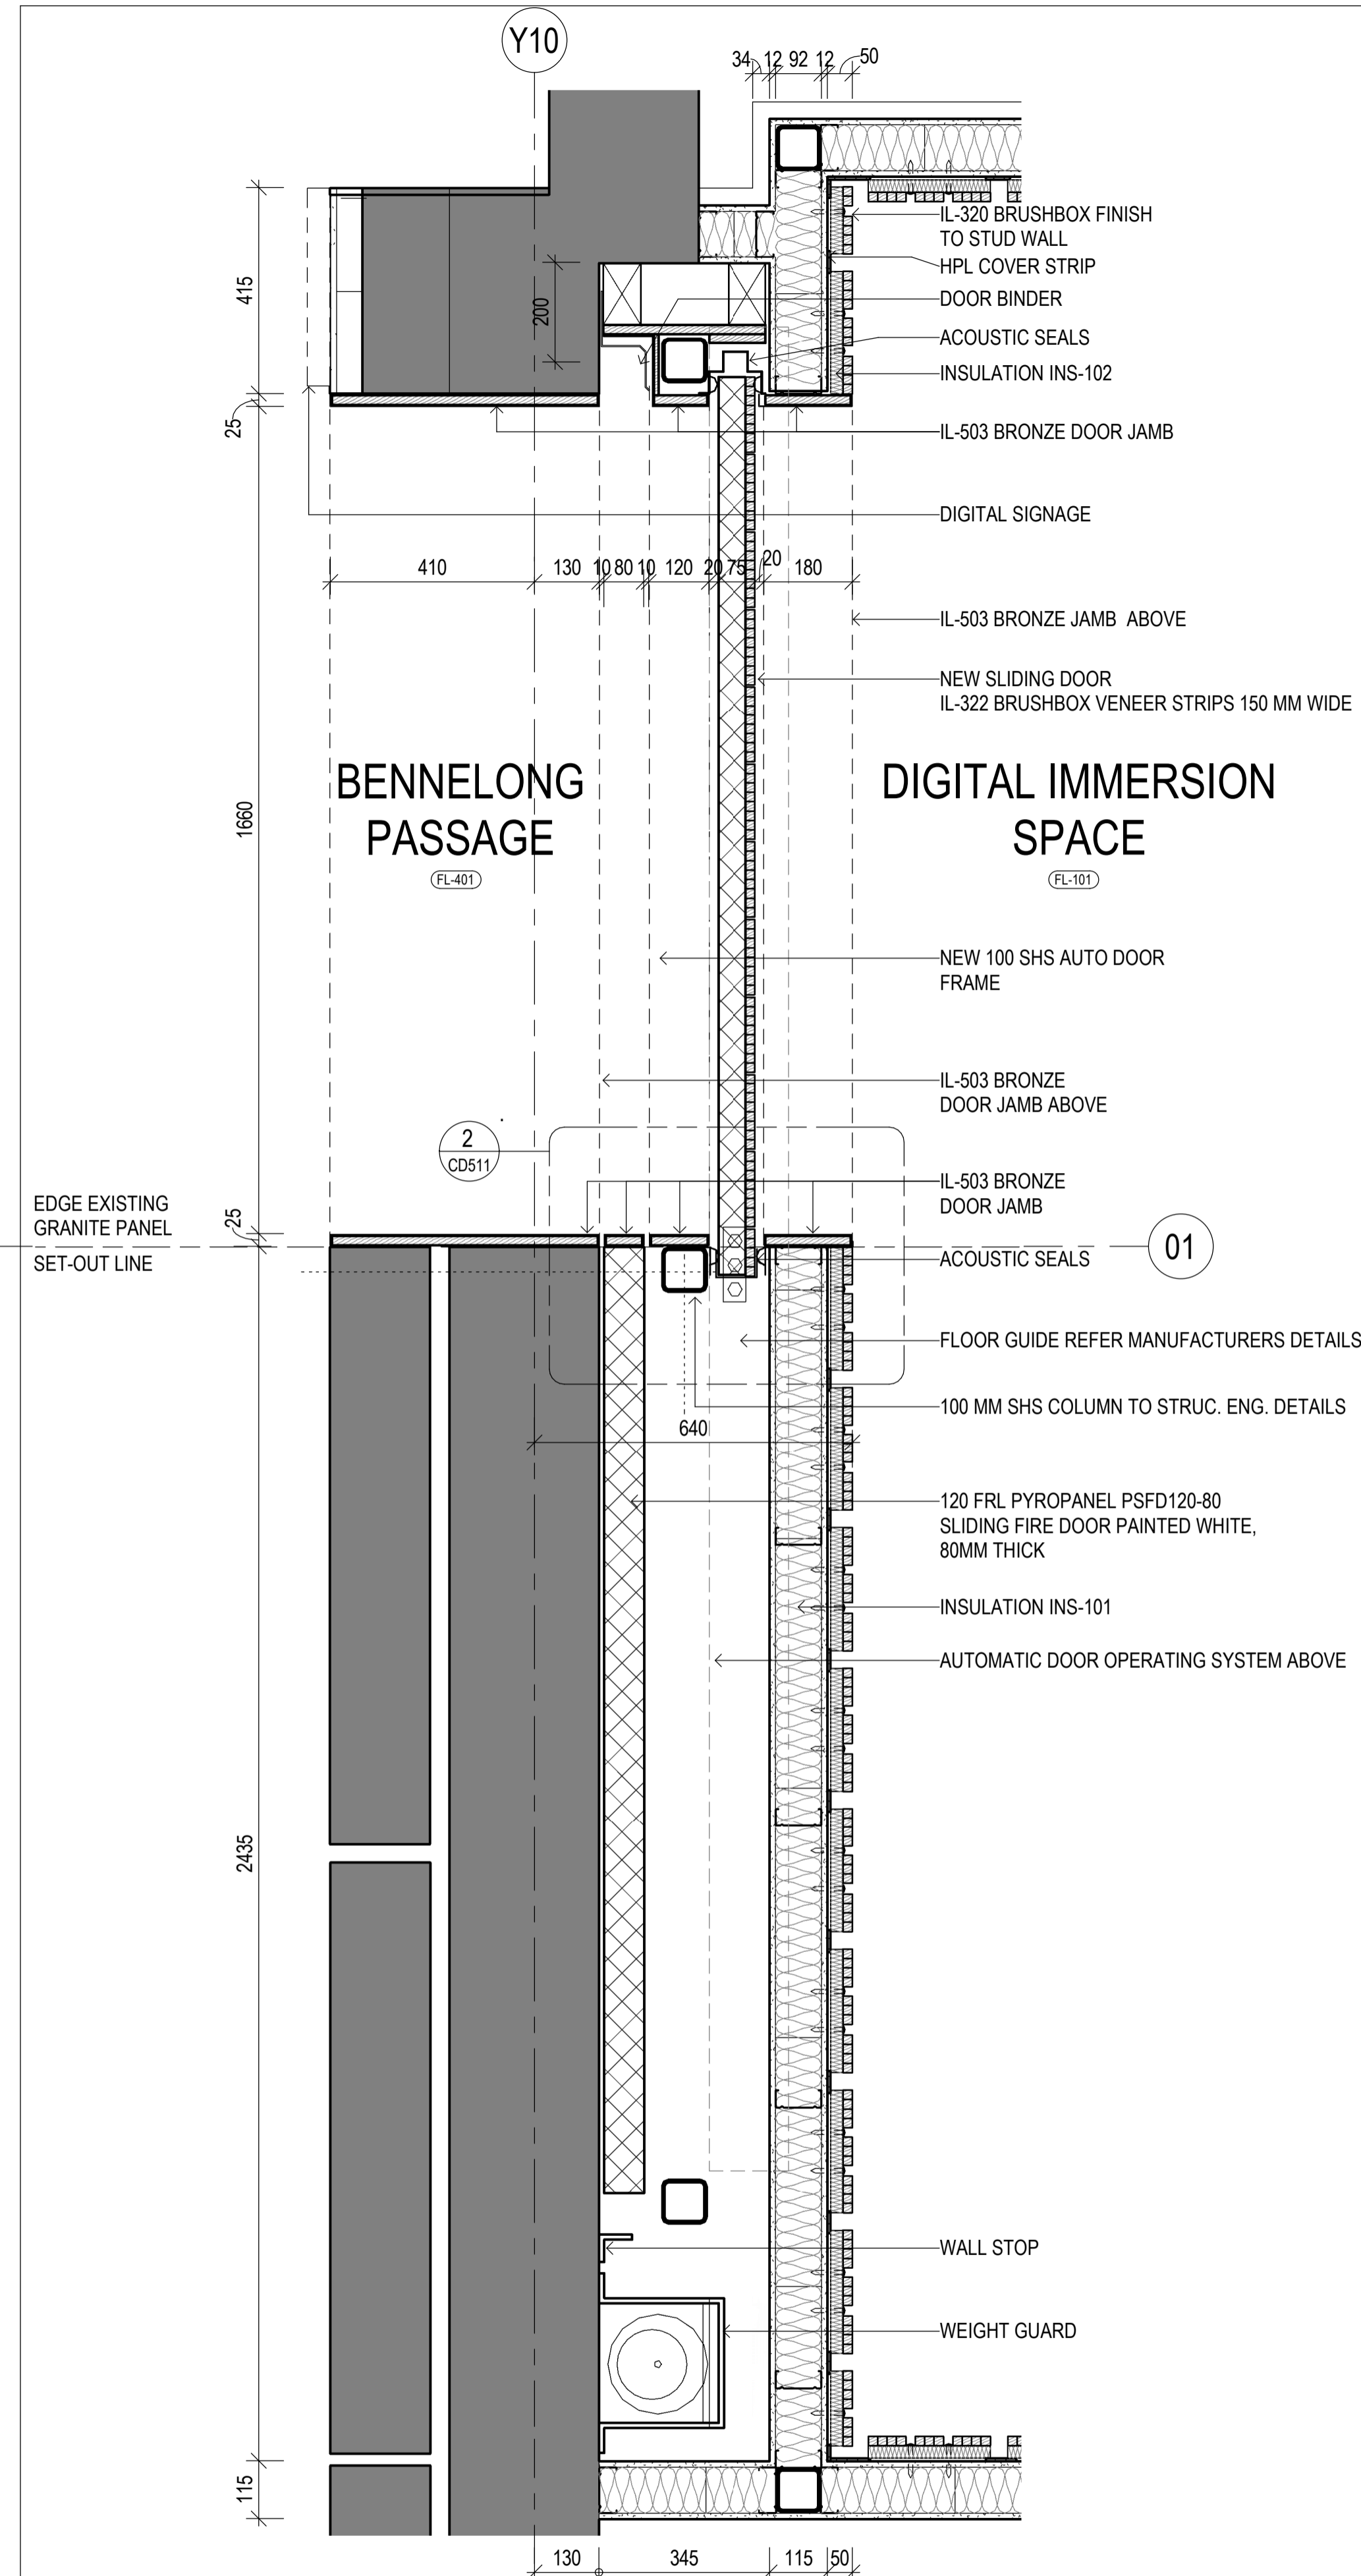 Y10
34 12 92 12 50
IL-320 BRUSHBOX FINISH
TO STUD WALL
HPL COVER STRIP
DOOR BINDER
ACOUSTIC SEALS
INSULATION INS-102
415
200
25
IL-503 BRONZE DOOR JAMB
DIGITAL SIGNAGE
410 130 10 80 10 120 20 75 20 180
IL-503 BRONZE JAMB ABOVE
NEW SLIDING DOOR
IL-322 BRUSHBOX VENEER STRIPS 150 MM WIDE
BENNELONG
PASSAGE
FL-401
DIGITAL IMMERSION
SPACE
FL-101
1660
NEW 100 SHS AUTO DOOR
FRAME
IL-503 BRONZE
DOOR JAMB ABOVE
2
CD511
IL-503 BRONZE
DOOR JAMB
EDGE EXISTING
GRANITE PANEL
SET-OUT LINE
25
01
ACOUSTIC SEALS
FLOOR GUIDE REFER MANUFACTURERS DETAILS
100 MM SHS COLUMN TO STRUC. ENG. DETAILS
640
120 FRL PYROPANEL PSFD120-80
SLIDING FIRE DOOR PAINTED WHITE,
80MM THICK
INSULATION INS-101
AUTOMATIC DOOR OPERATING SYSTEM ABOVE
2435
WALL STOP
WEIGHT GUARD
115
130 345 115 50